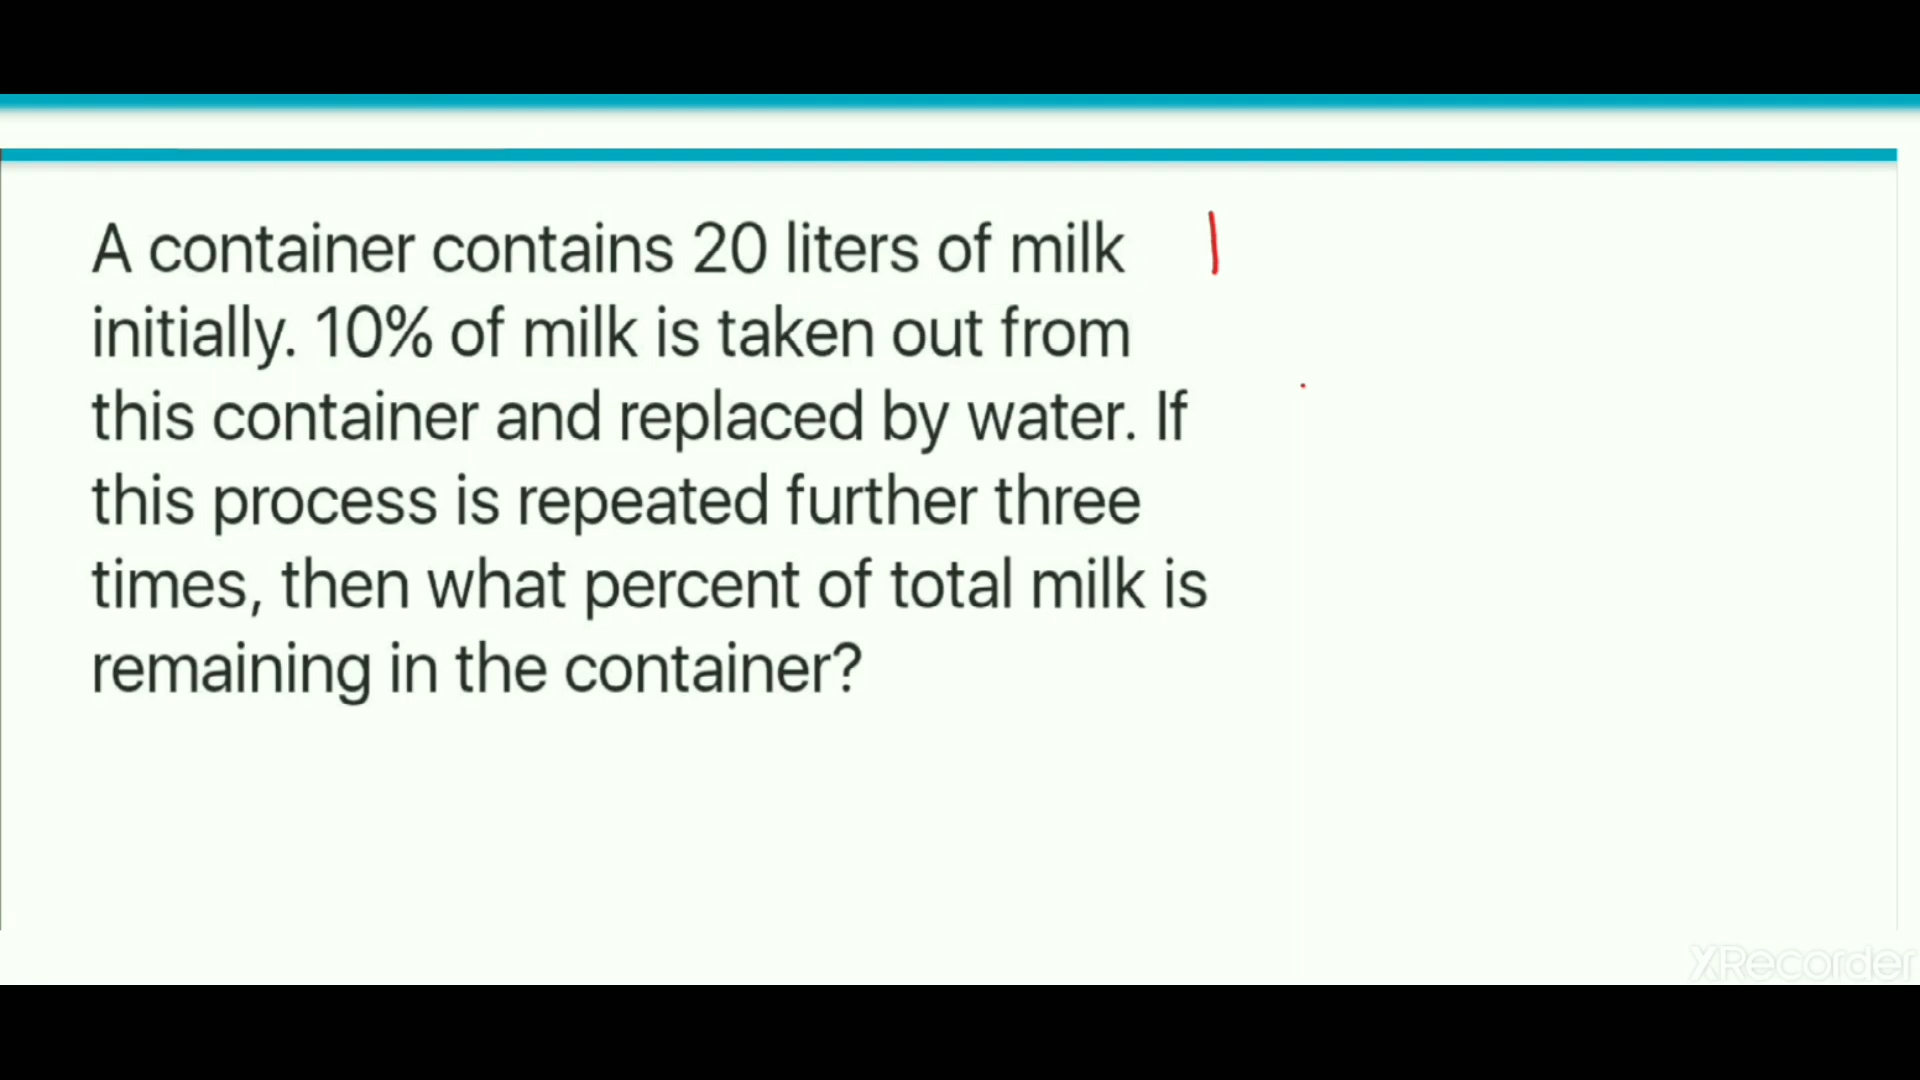 A container contains 20 liters of milk
initially. 10% of milk is taken out from
this container and replaced by water. If
this process is repeated further three
times, then what percent of total milk is
remaining in the container?
XRecorder